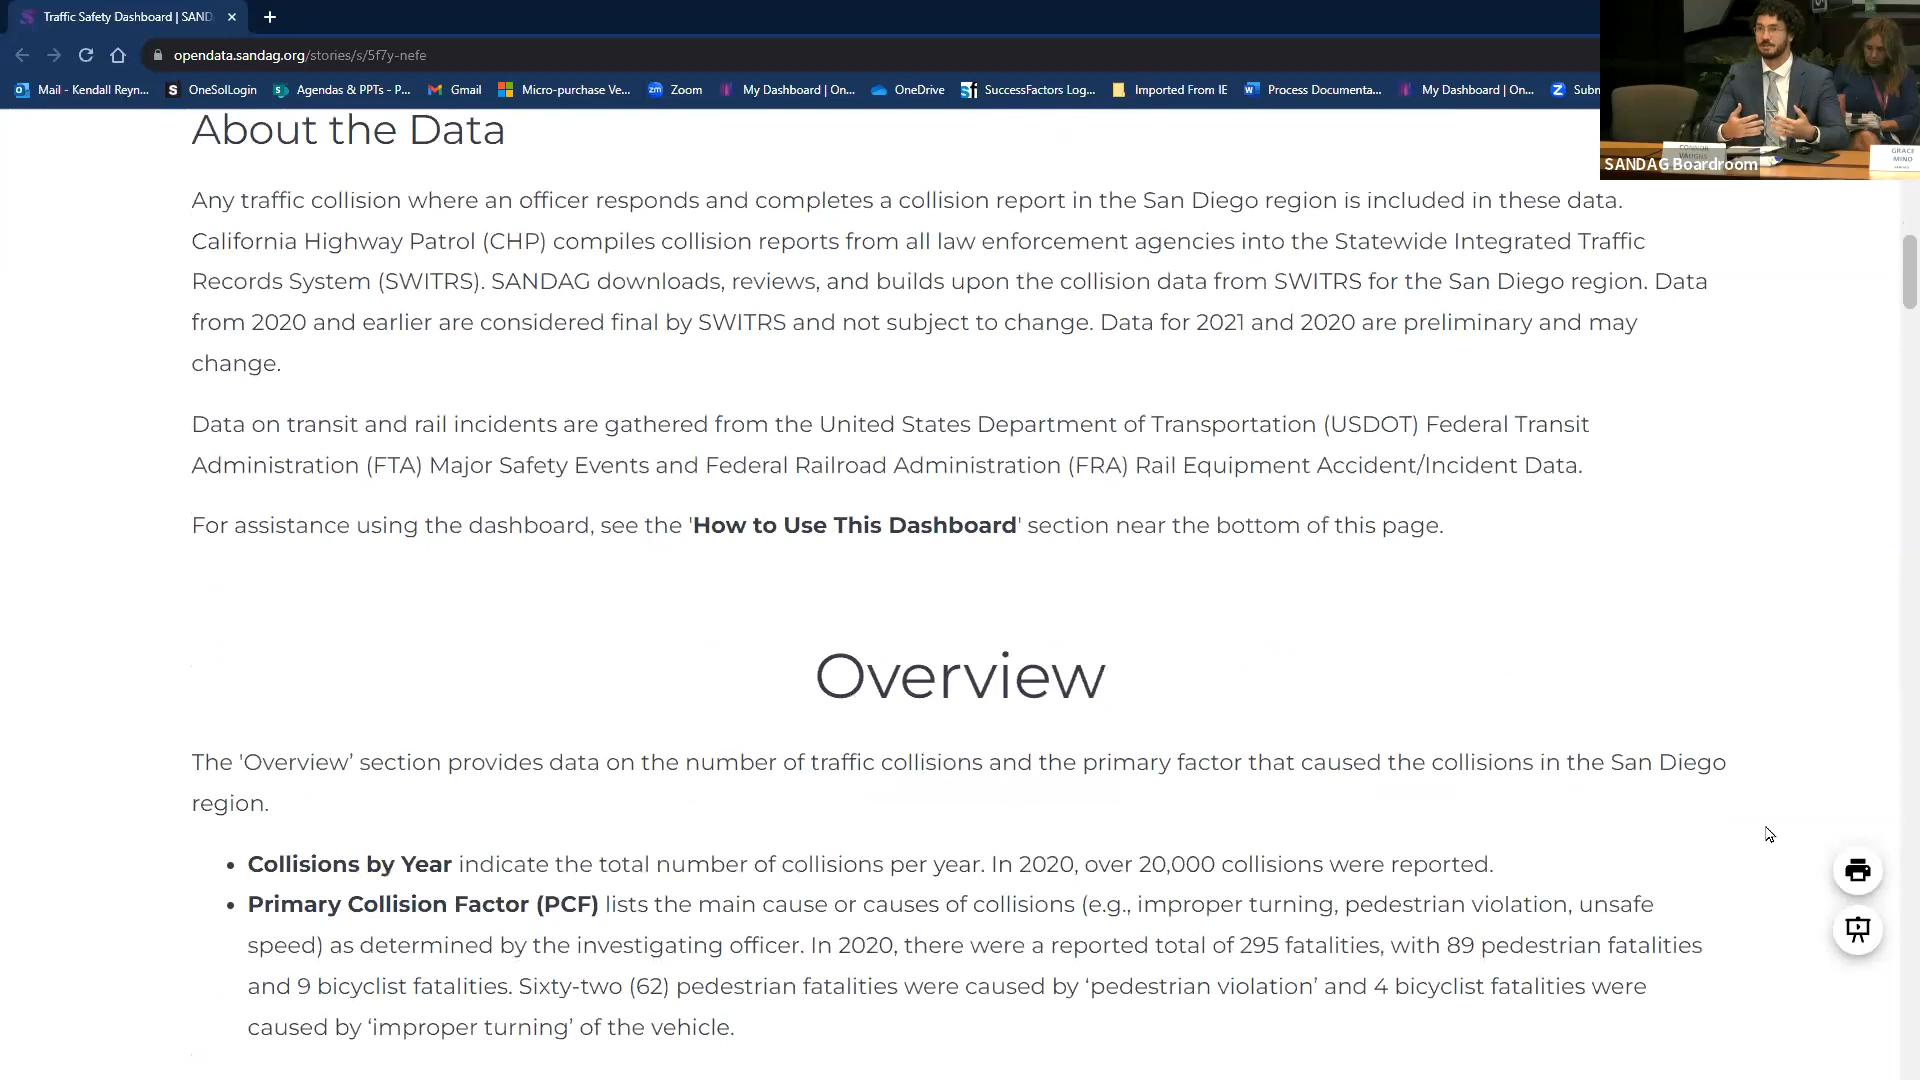 Traffic Safety Dashboard | SAND
opendata.sandag.org/stories/s/5f7y-nefe
Mail - Kendall Reyn... OneSolLogin Agendas & PPTs - P... Gmail Micro-purchase Ve... Zoom My Dashboard | On... OneDrive SuccessFactors Log... Imported From IE Process Documenta... My Dashboard | On... Subn
CONNOR
VAUGHS
GRACE
MINO
SANDAG Boardroom
About the Data
Any traffic collision where an officer responds and completes a collision report in the San Diego region is included in these data.
California Highway Patrol (CHP) compiles collision reports from all law enforcement agencies into the Statewide Integrated Traffic
Records System (SWITRS). SANDAG downloads, reviews, and builds upon the collision data from SWITRS for the San Diego region. Data
from 2020 and earlier are considered final by SWITRS and not subject to change. Data for 2021 and 2020 are preliminary and may
change.
Data on transit and rail incidents are gathered from the United States Department of Transportation (USDOT) Federal Transit
Administration (FTA) Major Safety Events and Federal Railroad Administration (FRA) Rail Equipment Accident/Incident Data.
For assistance using the dashboard, see the 'How to Use This Dashboard' section near the bottom of this page.
Overview
The 'Overview’ section provides data on the number of traffic collisions and the primary factor that caused the collisions in the San Diego
region.
• Collisions by Year indicate the total number of collisions per year. In 2020, over 20,000 collisions were reported.
• Primary Collision Factor (PCF) lists the main cause or causes of collisions (e.g., improper turning, pedestrian violation, unsafe
speed) as determined by the investigating officer. In 2020, there were a reported total of 295 fatalities, with 89 pedestrian fatalities
and 9 bicyclist fatalities. Sixty-two (62) pedestrian fatalities were caused by ‘pedestrian violation’ and 4 bicyclist fatalities were
caused by ‘improper turning’ of the vehicle.